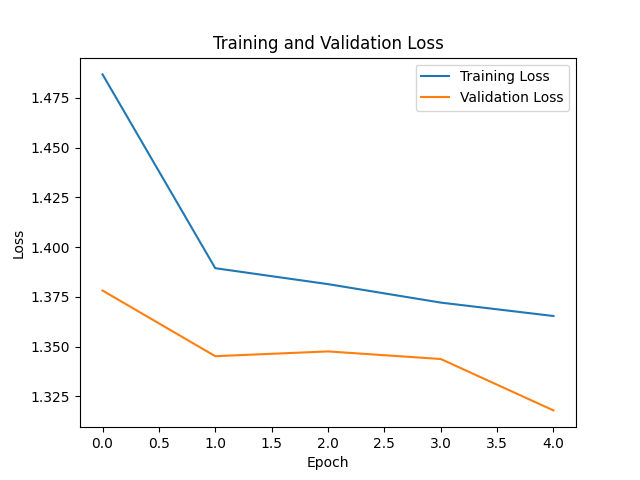 Training and Validation Loss
Training Loss
Validation Loss
1.475
1.450
1.425
1.400
1.375
1.350
1.325
Loss
0.0 0.5 1.0 1.5 2.0 2.5 3.0 3.5 4.0
Epoch